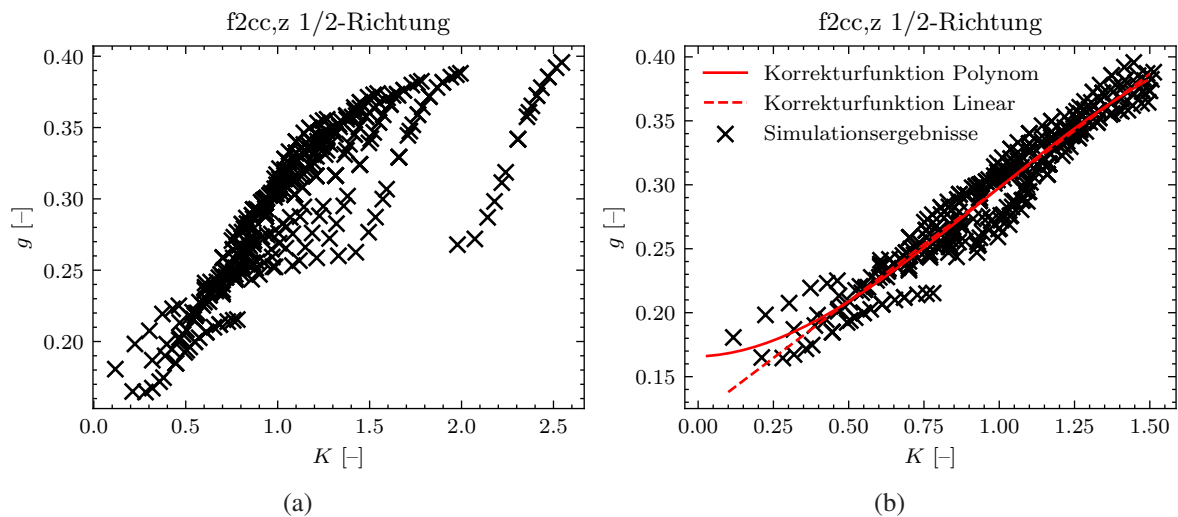 f2cc,z 1/2-Richtung
0.40
0.35
0.30
0.25
0.20
g [–]
0.0 0.5 1.0 1.5 2.0 2.5
K [–]
(a)
f2cc,z 1/2-Richtung
Korrekturfunktion Polynom
Korrekturfunktion Linear
Simulationsergebnisse
0.40
0.35
0.30
0.25
0.20
0.15
g [–]
0.00 0.25 0.50 0.75 1.00 1.25 1.50
K [–]
(b)